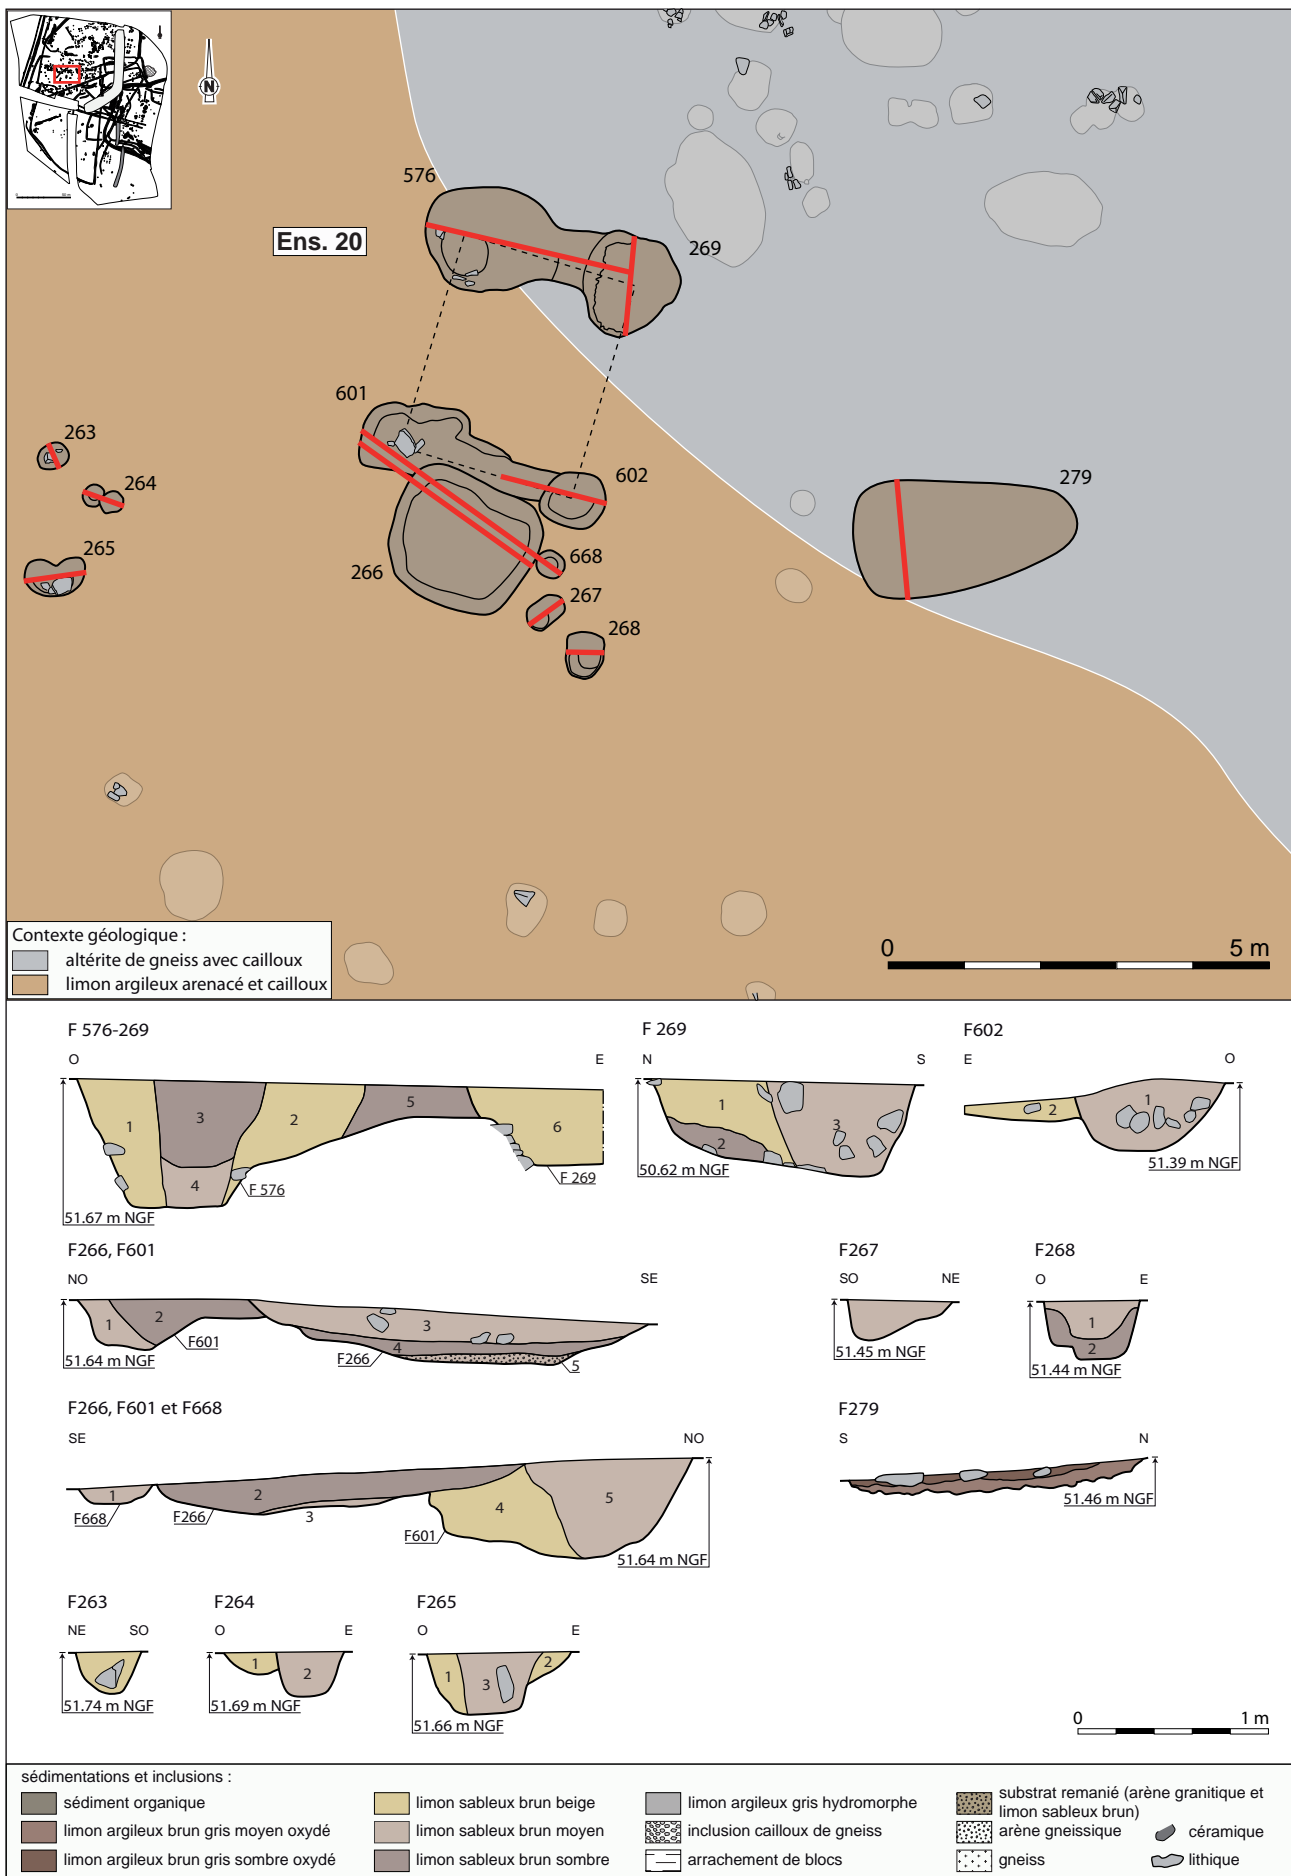 0 50 m
N
576
Ens. 20
269
601
263
602
279
264
265
668
266
267
268
Contexte géologique :
altérite de gneiss avec cailloux
limon argileux arenacé et cailloux
0 5 m
F 576-269
O E
1 3 2 5 6
4
F 576
F 269
51.67 m NGF
F 269
N S
1
2 3
50.62 m NGF
F602
E O
2 1
51.39 m NGF
F266, F601
NO SE
1 2 3
4
F601
F266
5
51.64 m NGF
F267
SO NE
51.45 m NGF
F268
O E
1
2
51.44 m NGF
F266, F601 et F668
SE NO
1 2 4 5
3
F668
F266
F601
51.64 m NGF
F279
S N
51.46 m NGF
F263
NE SO
51.74 m NGF
F264
O E
1 2
51.69 m NGF
F265
O E
1 3 2
51.66 m NGF
0 1 m
sédimentations et inclusions :
sédiment organique
limon argileux brun gris moyen oxydé
limon argileux brun gris sombre oxydé
limon sableux brun beige
limon sableux brun moyen
limon sableux brun sombre
limon argileux gris hydromorphe
inclusion cailloux de gneiss
arrachement de blocs
substrat remanié (arène granitique et
limon sableux brun)
arène gneissique
gneiss
céramique
lithique